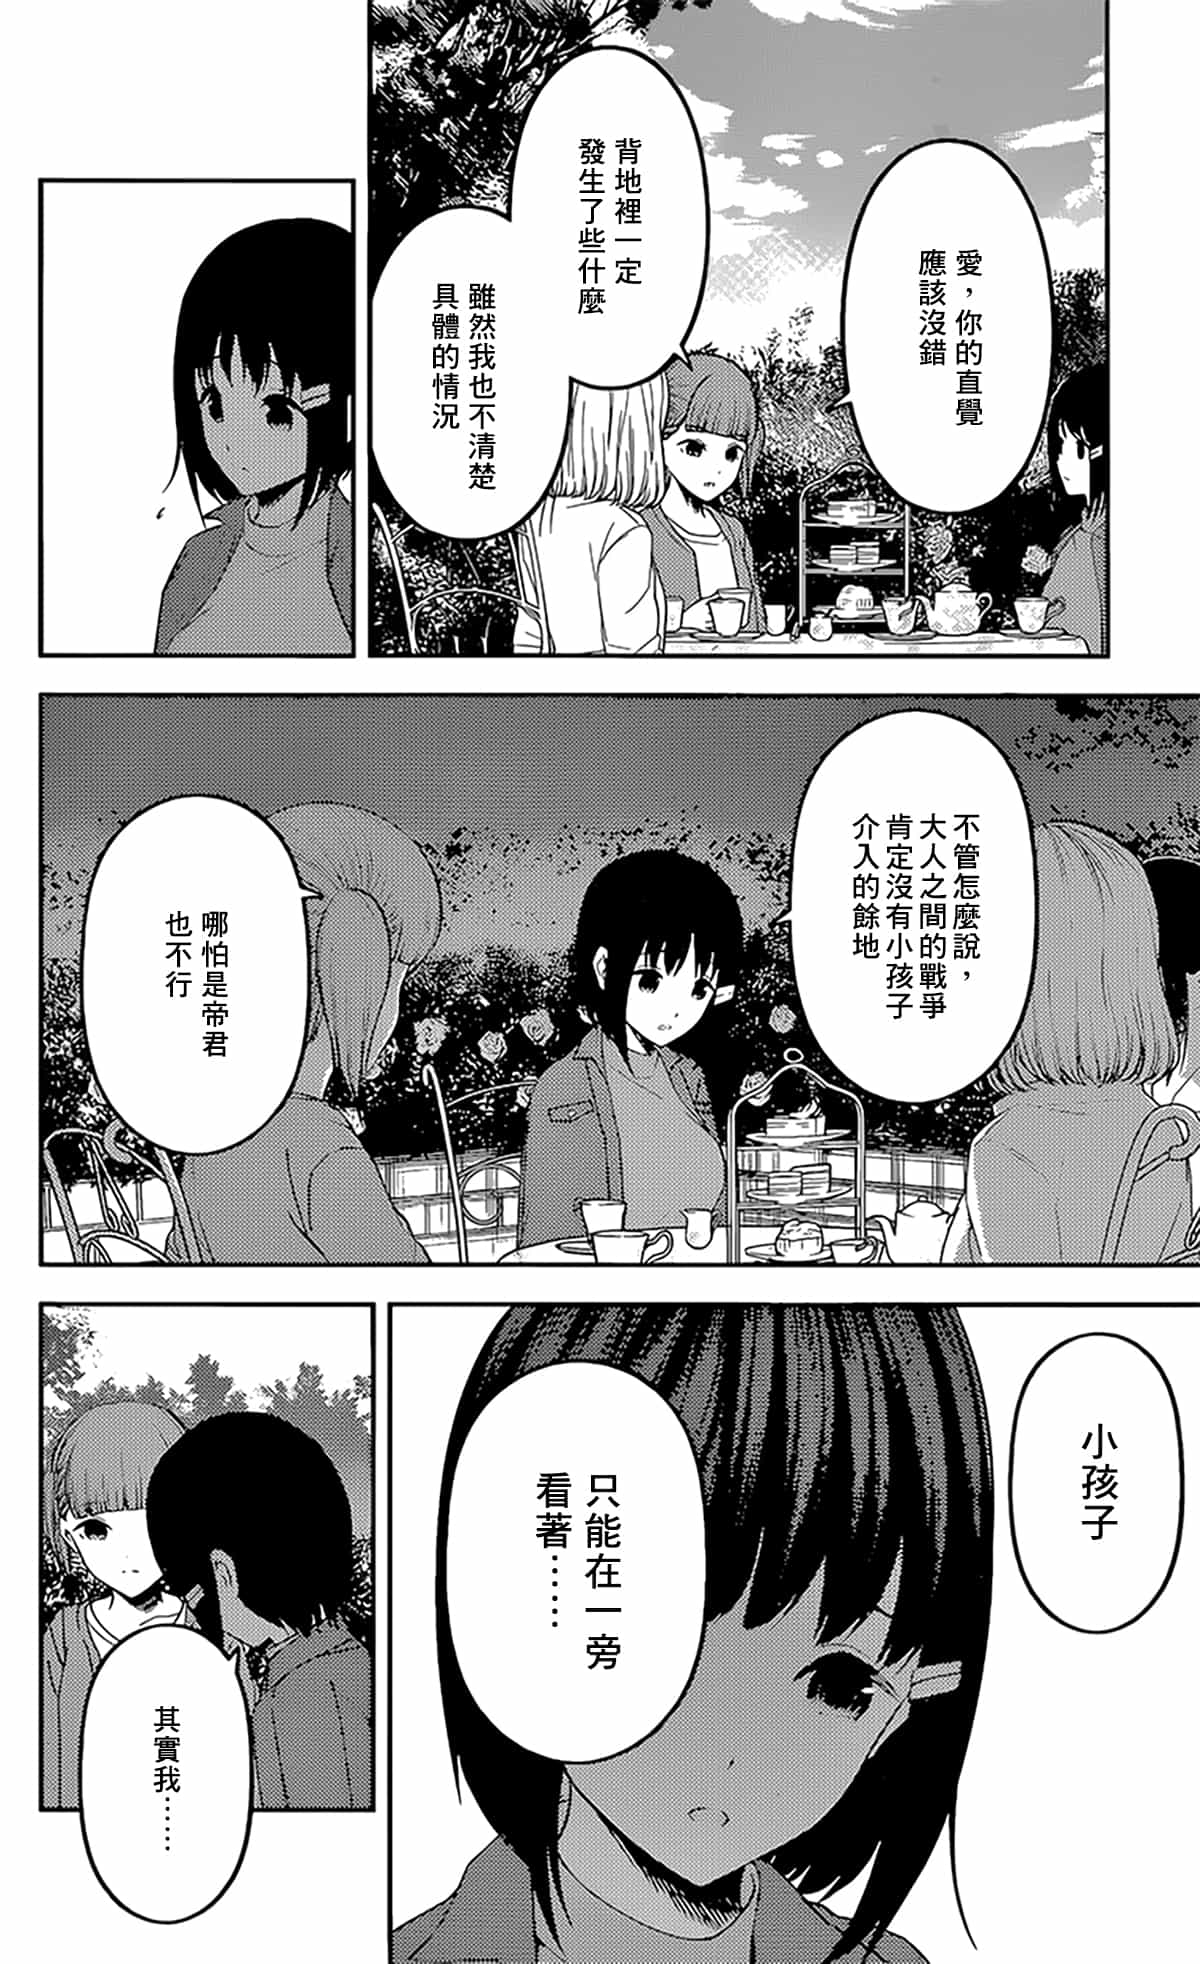 愛，你的直覺
應該沒錯
背地裡一定
發生了些什麼
雖然我也不清楚
具體的情況
不管怎麼說，
大人之間的戰爭
肯定沒有小孩子
介入的餘地
哪怕是帝君
也不行
小孩子
只能在一旁
看著……
其實我……